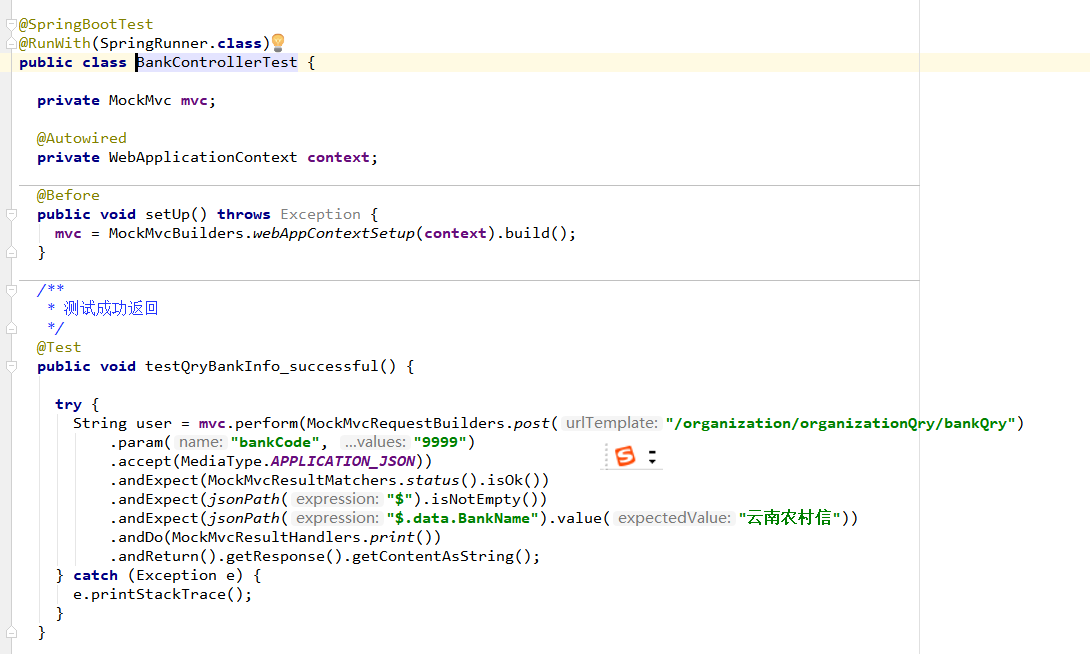 @SpringBootTest
@RunWith(SpringRunner.class)
public class BankControllerTest {
private MockMvc mvc;
@Autowired
private WebApplicationContext context;
@Before
public void setUp() throws Exception {
mvc = MockMvcBuilders.webAppContextSetup(context).build();
}
/**
* 测试成功返回
*/
@Test
public void testQryBankInfo_successful() {
try {
String user = mvc.perform(MockMvcRequestBuilders.post( urlTemplate: "/organization/organizationQry/bankQry")
.param( name: "bankCode", ...values: "9999")
.accept(MediaType.APPLICATION_JSON))
.andExpect(MockMvcResultMatchers.status().isOk())
.andExpect(jsonPath( expression: "$").isNotEmpty())
.andExpect(jsonPath( expression: "$.data.BankName").value( expectedValue: "云南农村信"))
.andDo(MockMvcResultHandlers.print())
.andReturn().getResponse().getContentAsString();
} catch (Exception e) {
e.printStackTrace();
}
}